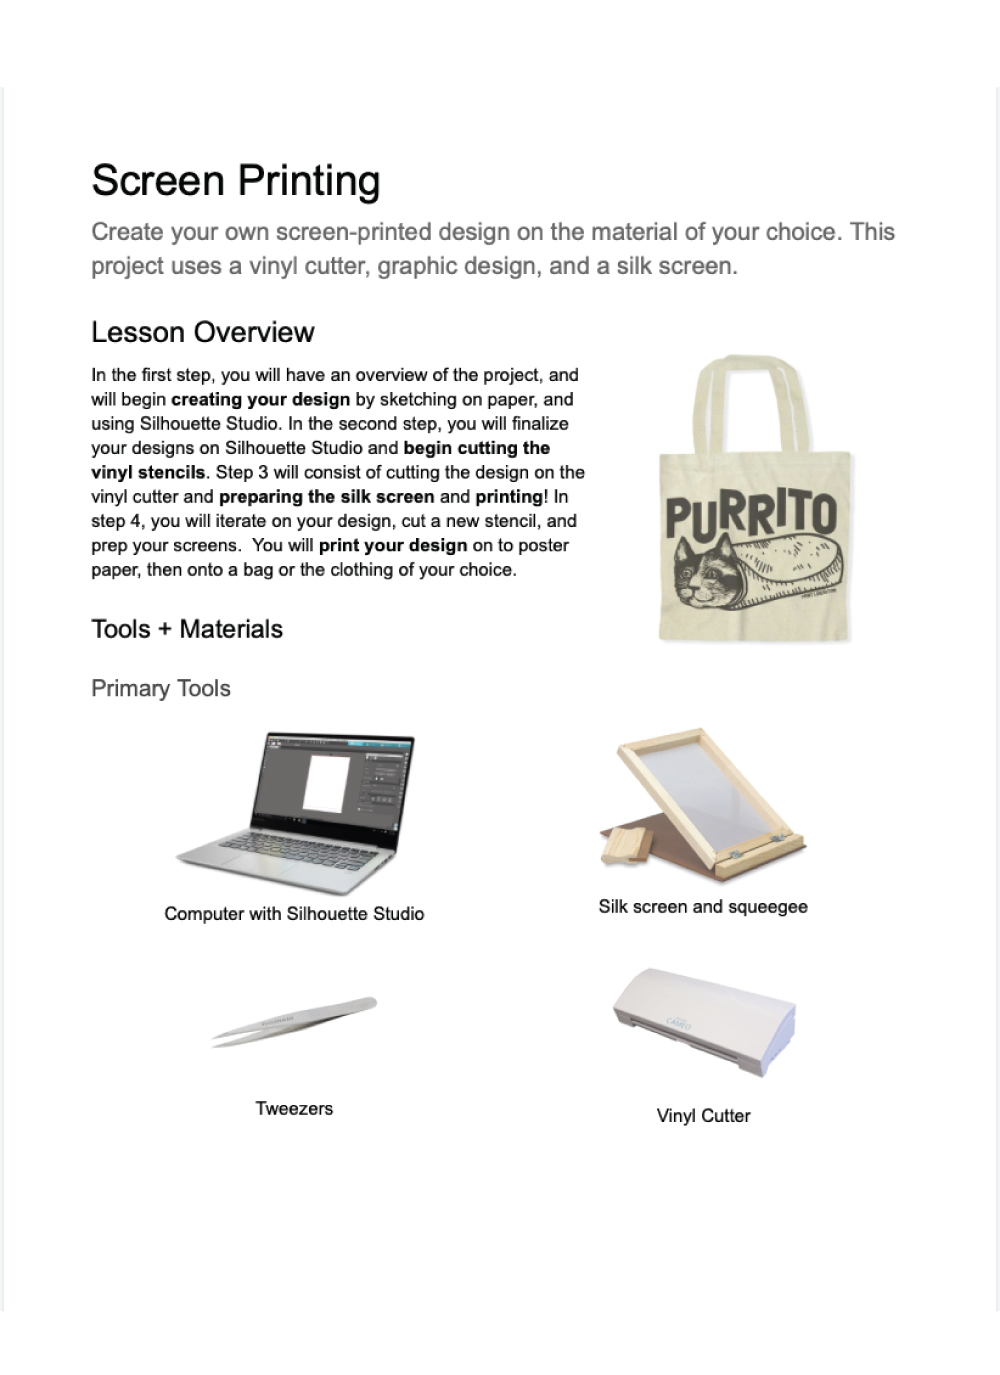 Screen Printing
Create your own screen-printed design on the material of your choice. This
project uses a vinyl cutter, graphic design, and a silk screen.
Lesson Overview
In the first step, you will have an overview of the project, and
will begin creating your design by sketching on paper, and
using Silhouette Studio. In the second step, you will finalize
your designs on Silhouette Studio and begin cutting the
vinyl stencils. Step 3 will consist of cutting the design on the
vinyl cutter and preparing the silk screen and printing! In
step 4, you will iterate on your design, cut a new stencil, and
prep your screens.  You will print your design on to poster
paper, then onto a bag or the clothing of your choice.
PURRITO
Tools + Materials
Primary Tools
Computer with Silhouette Studio
Silk screen and squeegee
CAMEO
Tweezers
Vinyl Cutter